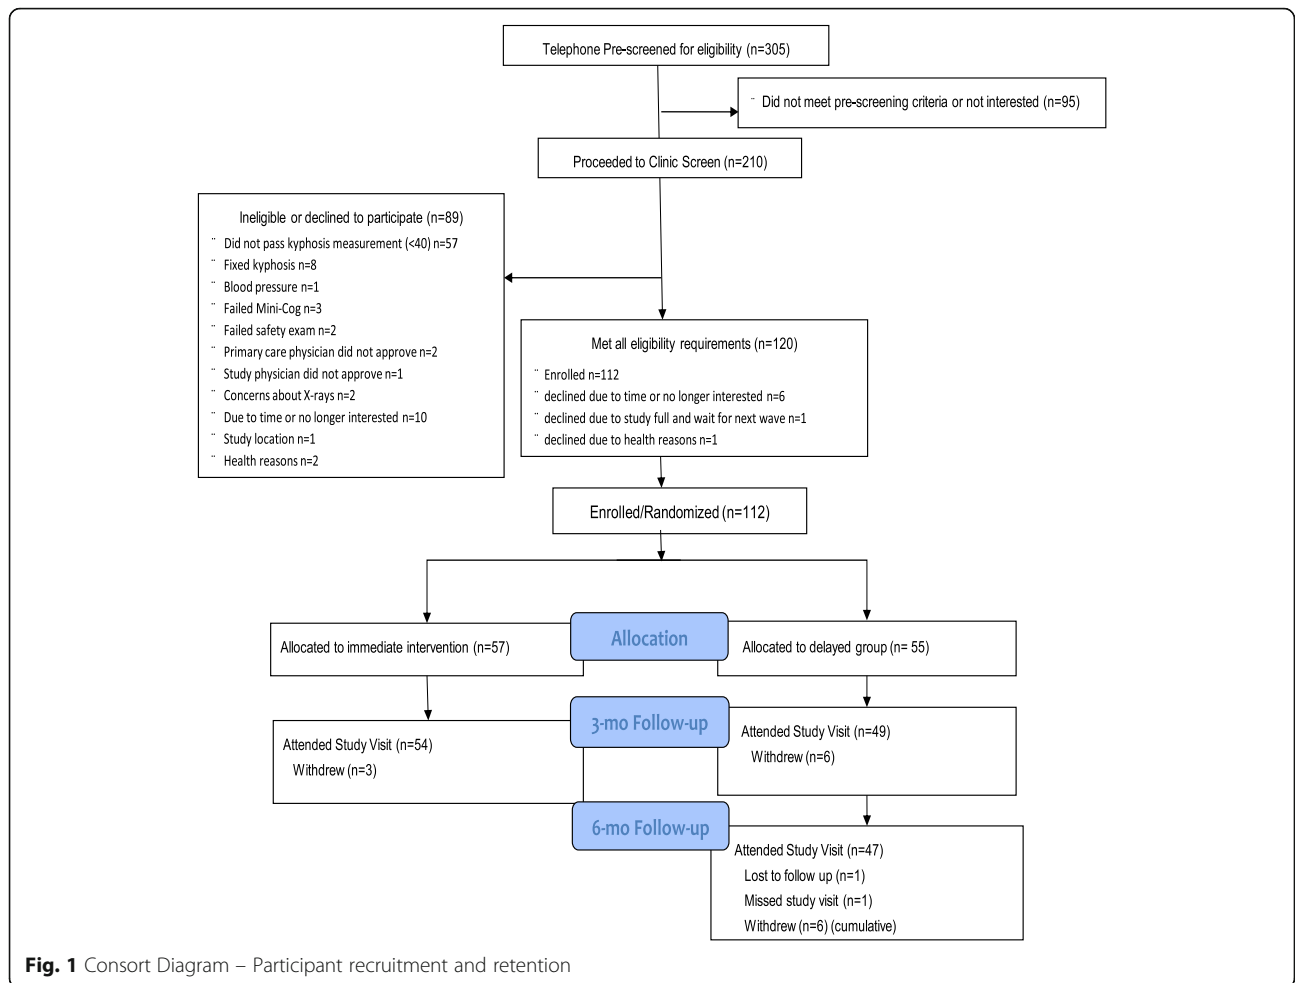 Telephone Pre-screened for eligibility (n=305)
¨ Did not meet pre-screening criteria or not interested (n=95)
Proceeded to Clinic Screen (n=210)
Ineligible or declined to participate (n=89)
¨ Did not pass kyphosis measurement (<40) n=57
¨ Fixed kyphosis n=8
¨ Blood pressure n=1
¨ Failed Mini-Cog n=3
¨ Failed safety exam n=2
¨ Primary care physician did not approve n=2
¨ Study physician did not approve n=1
¨ Concerns about X-rays n=2
¨ Due to time or no longer interested n=10
¨ Study location n=1
¨ Health reasons n=2
Met all eligibility requirements (n=120)
¨ Enrolled n=112
¨ declined due to time or no longer interested n=6
¨ declined due to study full and wait for next wave n=1
¨ declined due to health reasons n=1
Enrolled/Randomized (n=112)
Allocation
Allocated to immediate intervention (n=57)
Allocated to delayed group (n= 55)
3-mo Follow-up
Attended Study Visit (n=54)
Withdrew (n=3)
Attended Study Visit (n=49)
Withdrew (n=6)
6-mo Follow-up
Attended Study Visit (n=47)
Lost to follow up (n=1)
Missed study visit (n=1)
Withdrew (n=6) (cumulative)
Fig. 1 Consort Diagram – Participant recruitment and retention